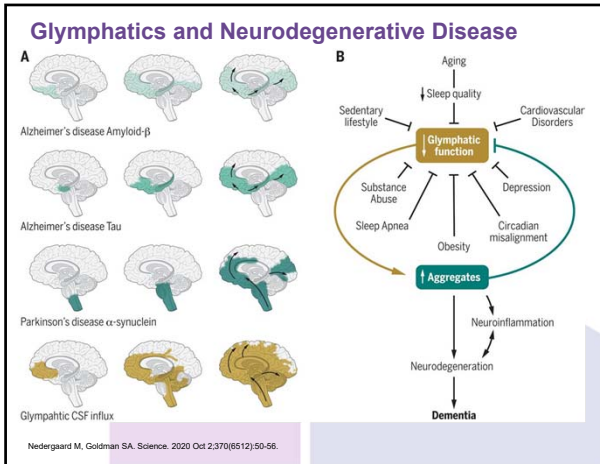 Glymphatics and Neurodegenerative Disease
A
Alzheimer's disease Amyloid-β
Alzheimer's disease Tau
Parkinson's disease α-synuclein
Glympahtic CSF influx
B
Aging
↓ Sleep quality
Sedentary
lifestyle
Cardiovascular
Disorders
↓ Glymphatic
function
Substance
Abuse
Depression
Sleep Apnea
Circadian
misalignment
Obesity
↑ Aggregates
Neuroinflammation
Neurodegeneration
Dementia
Nedergaard M, Goldman SA. Science. 2020 Oct 2;370(6512):50-56.